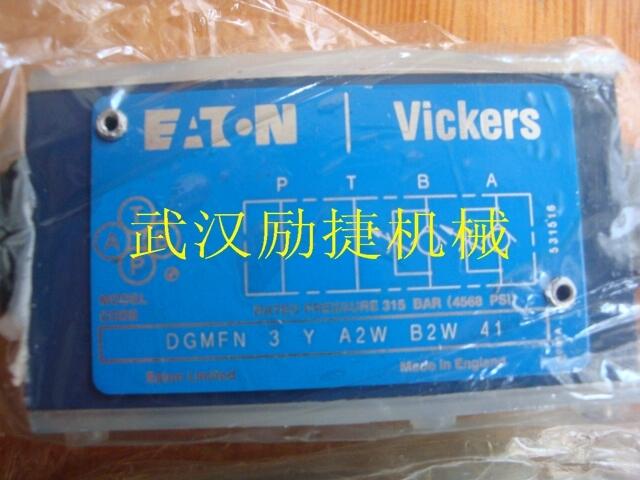 EATON | Vickers
P T B A
T
A B
P
武汉励捷机械
531516
MODEL
CODE
RATED PRESSURE 315 BAR (4568 PSI)
DGMFN 3 Y A2W B2W 41
Eaton Limited
Made in England